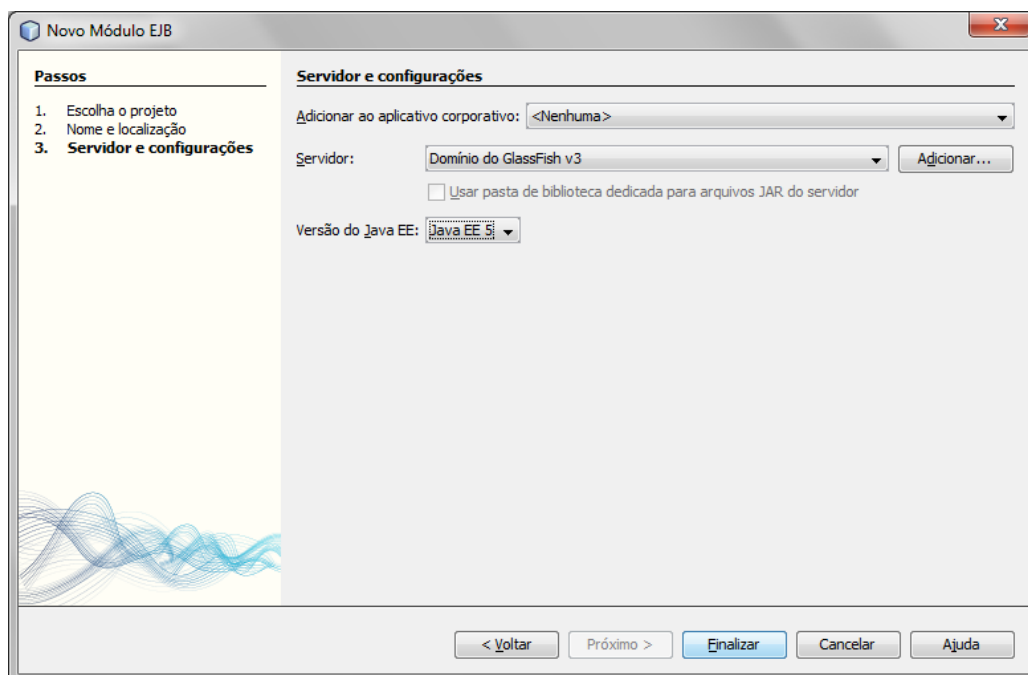 Novo Módulo EJB
Passos
1. Escolha o projeto
2. Nome e localização
3. Servidor e configurações
Servidor e configurações
Adicionar ao aplicativo corporativo: <Nenhuma>
Servidor: Domínio do GlassFish v3 Adicionar...
Usar pasta de biblioteca dedicada para arquivos JAR do servidor
Versão do Java EE: Java EE 5
< Voltar Próximo > Finalizar Cancelar Ajuda